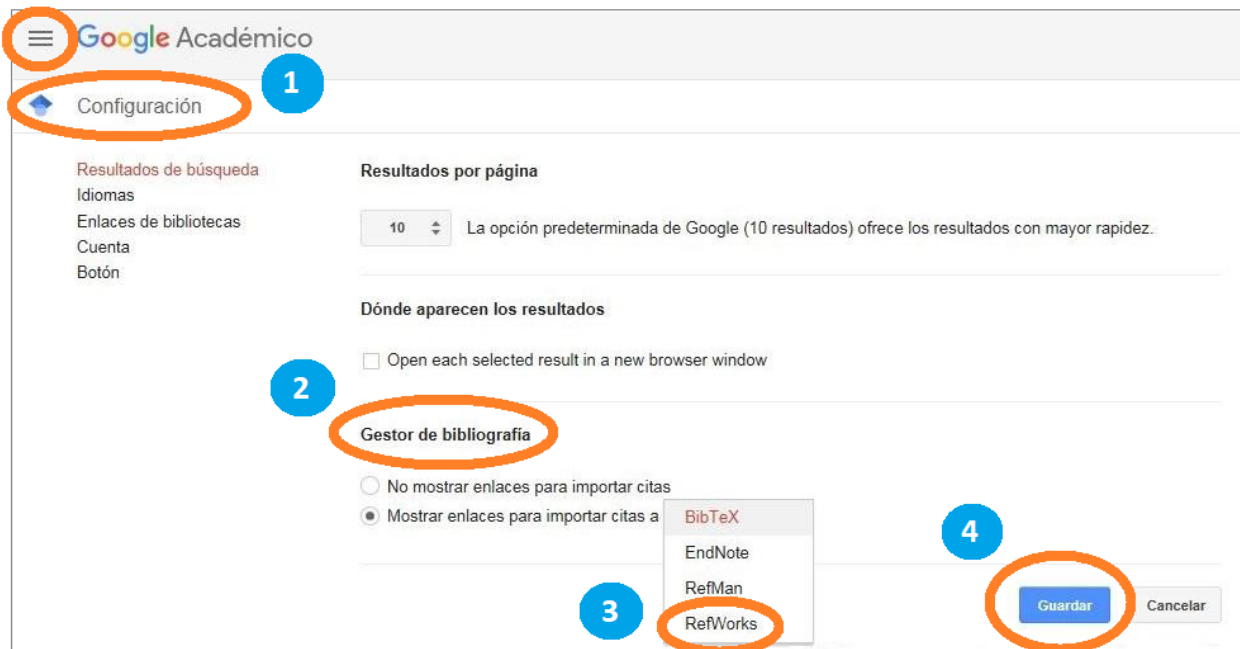 Google Académico
1
Configuración
Resultados de búsqueda
Idiomas
Enlaces de bibliotecas
Cuenta
Botón
Resultados por página
10 La opción predeterminada de Google (10 resultados) ofrece los resultados con mayor rapidez.
Dónde aparecen los resultados
Open each selected result in a new browser window
2
Gestor de bibliografía
No mostrar enlaces para importar citas
Mostrar enlaces para importar citas a
BibTeX
EndNote
RefMan
RefWorks
3
4
Guardar Cancelar